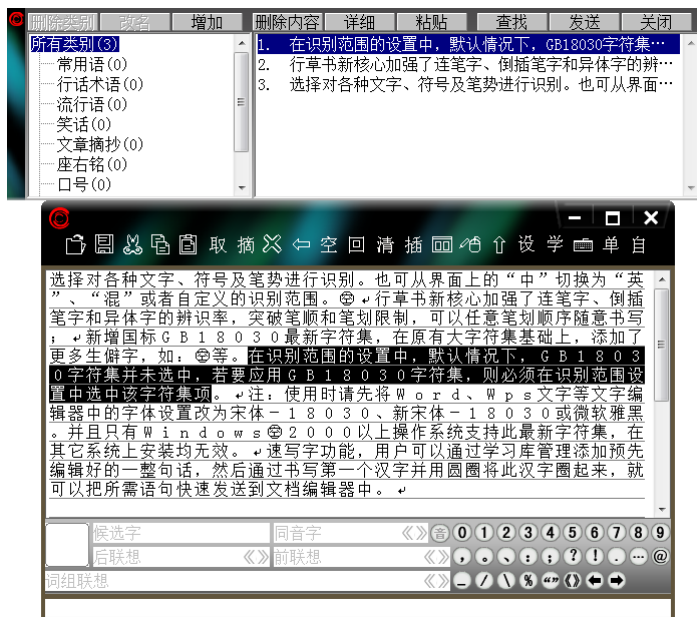 删除类别 改名 增加 删除内容 详细 粘贴 查找 发送 关闭
所有类别(3)
常用语(0)
行话术语(0)
流行语(0)
笑话(0)
文章摘抄(0)
座右铭(0)
口号(0)
1. 在识别范围的设置中，默认情况下，GB18030字符集…
2. 行草书新核心加强了连笔字、倒插笔字和异体字的辨…
3. 选择对各种文字、符号及笔势进行识别。也可从界面…
取 摘 空 回 清 插 设 学 单 自
选择对各种文字、符号及笔势进行识别。也可从界面上的“中”切换为“英
”、“混”或者自定义的识别范围。行草书新核心加强了连笔字、倒插
笔字和异体字的辨识率，突破笔顺和笔划限制，可以任意笔划顺序随意书写
；新增国标GB18030最新字符集，在原有大字符集基础上，添加了
更多生僻字，如：等。在识别范围的设置中，默认情况下，GB1803
0字符集并未选中，若要应用GB18030字符集，则必须在识别范围设
置中选中该字符集项。注：使用时请先将Word、Wps文字等文字编
辑器中的字体设置改为宋体－18030、新宋体－18030或微软雅黑
。并且只有Windows2000以上操作系统支持此最新字符集，在
其它系统上安装均无效。速写字功能，用户可以通过学习库管理添加预先
编辑好的一整句话，然后通过书写第一个汉字并用圆圈将此汉字圈起来，就
可以把所需语句快速发送到文档编辑器中。
候选字 同音字 《》 音 0 1 2 3 4 5 6 7 8 9
后联想 《》 前联想 《》 ， 。 、 ： ； ？ ！ . … @
词组联想 《》 _ / \ % “” 《》 ← →